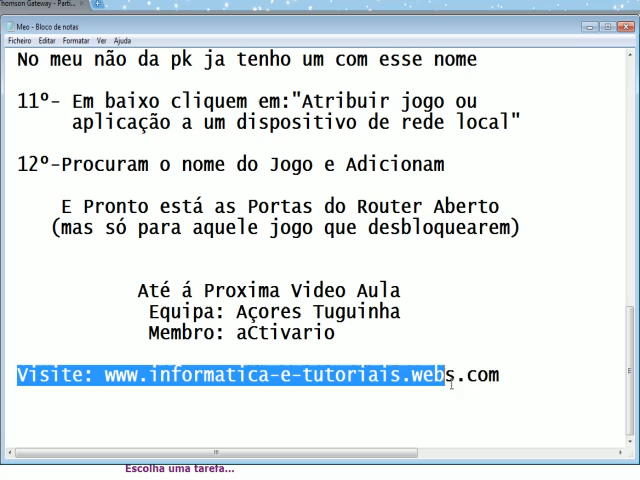 Thomson Gateway - Parti...
Meo - Bloco de notas
Ficheiro Editar Formatar Ver Ajuda
No meu não da pk ja tenho um com esse nome
11º- Em baixo cliquem em:"Atribuir jogo ou
aplicação a um dispositivo de rede local"
12º-Procuram o nome do Jogo e Adicionam
E Pronto está as Portas do Router Aberto
(mas só para aquele jogo que desbloquearem)
Até á Proxima Video Aula
Equipa: Açores Tuguinha
Membro: aCtivario
Visite: www.informatica-e-tutoriais.webs.com
Escolha uma tarefa...